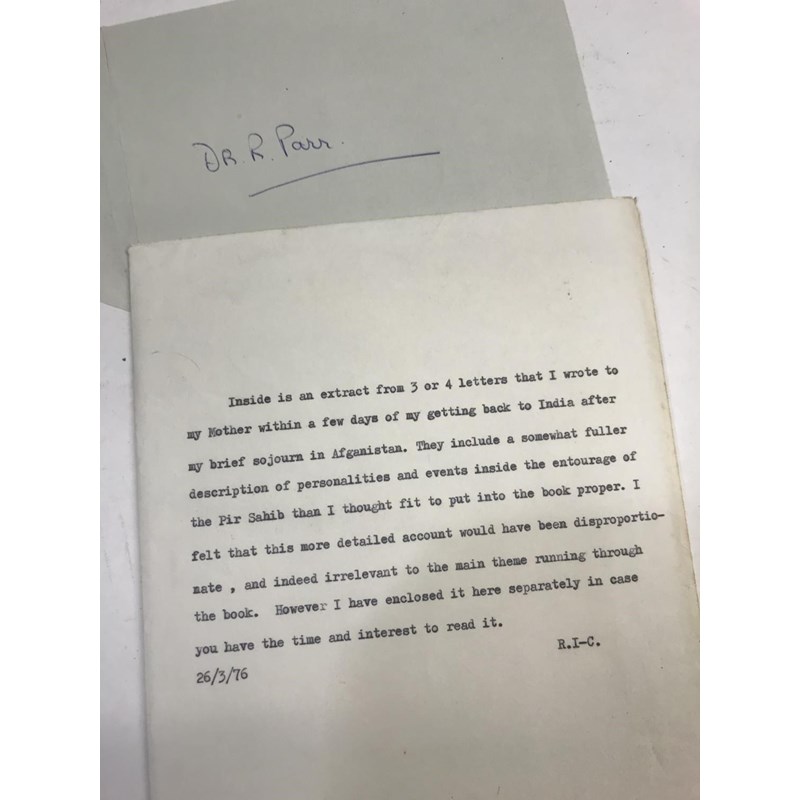 Dr. R. Parr.
Inside is an extract from 3 or 4 letters that I wrote to
my Mother within a few days of my getting back to India after
my brief sojourn in Afganistan. They include a somewhat fuller
description of personalities and events inside the entourage of
the Pir Sahib than I thought fit to put into the book proper. I
felt that this more detailed account would have been disproportio-
nate , and indeed irrelevant to the main theme running through
the book. However I have enclosed it here separately in case
you have the time and interest to read it.
R.I-C.
26/3/76